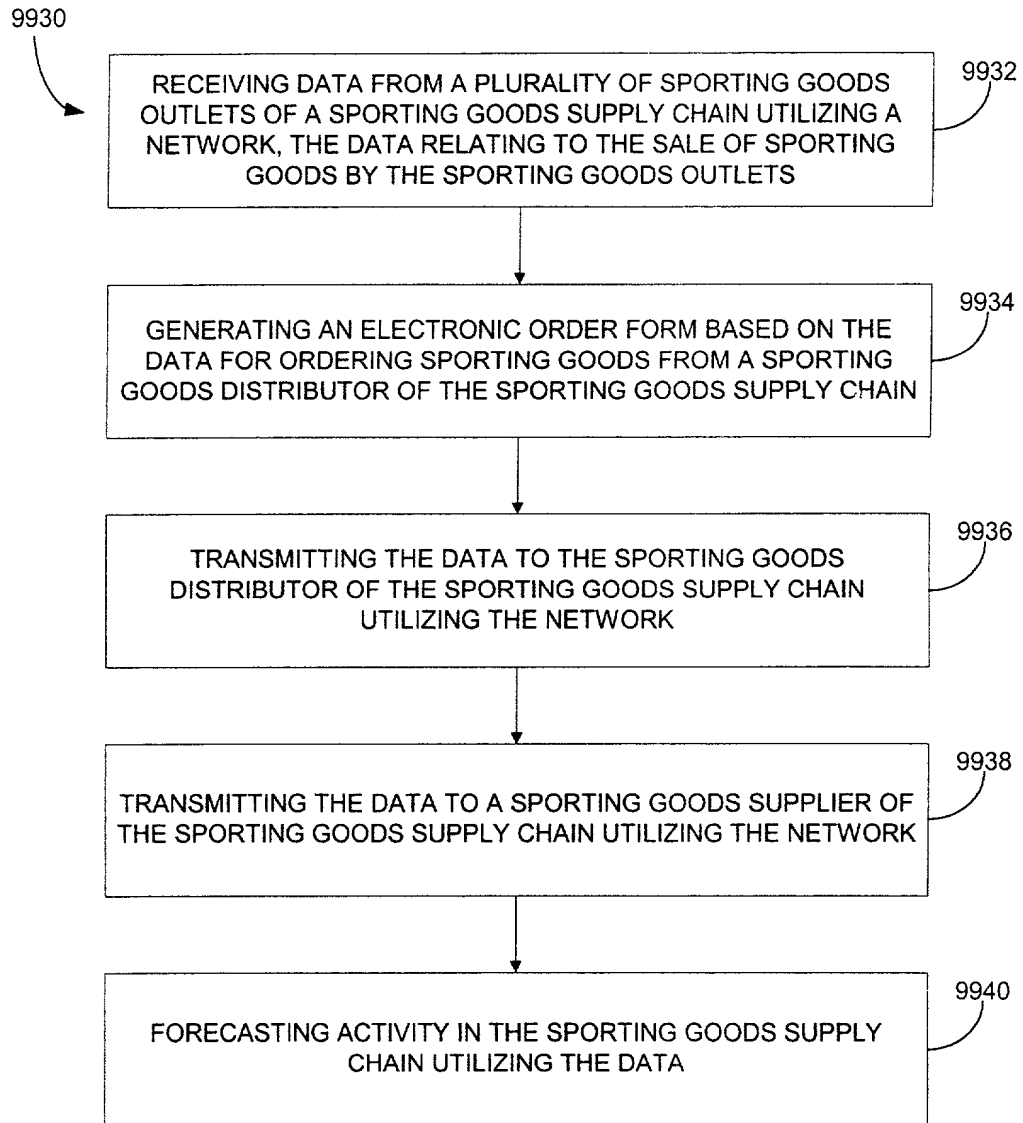 9930
RECEIVING DATA FROM A PLURALITY OF SPORTING GOODS
OUTLETS OF A SPORTING GOODS SUPPLY CHAIN UTILIZING A
NETWORK, THE DATA RELATING TO THE SALE OF SPORTING
GOODS BY THE SPORTING GOODS OUTLETS
9932
GENERATING AN ELECTRONIC ORDER FORM BASED ON THE
DATA FOR ORDERING SPORTING GOODS FROM A SPORTING
GOODS DISTRIBUTOR OF THE SPORTING GOODS SUPPLY CHAIN
9934
TRANSMITTING THE DATA TO THE SPORTING GOODS
DISTRIBUTOR OF THE SPORTING GOODS SUPPLY CHAIN
UTILIZING THE NETWORK
9936
TRANSMITTING THE DATA TO A SPORTING GOODS SUPPLIER OF
THE SPORTING GOODS SUPPLY CHAIN UTILIZING THE NETWORK
9938
FORECASTING ACTIVITY IN THE SPORTING GOODS SUPPLY
CHAIN UTILIZING THE DATA
9940